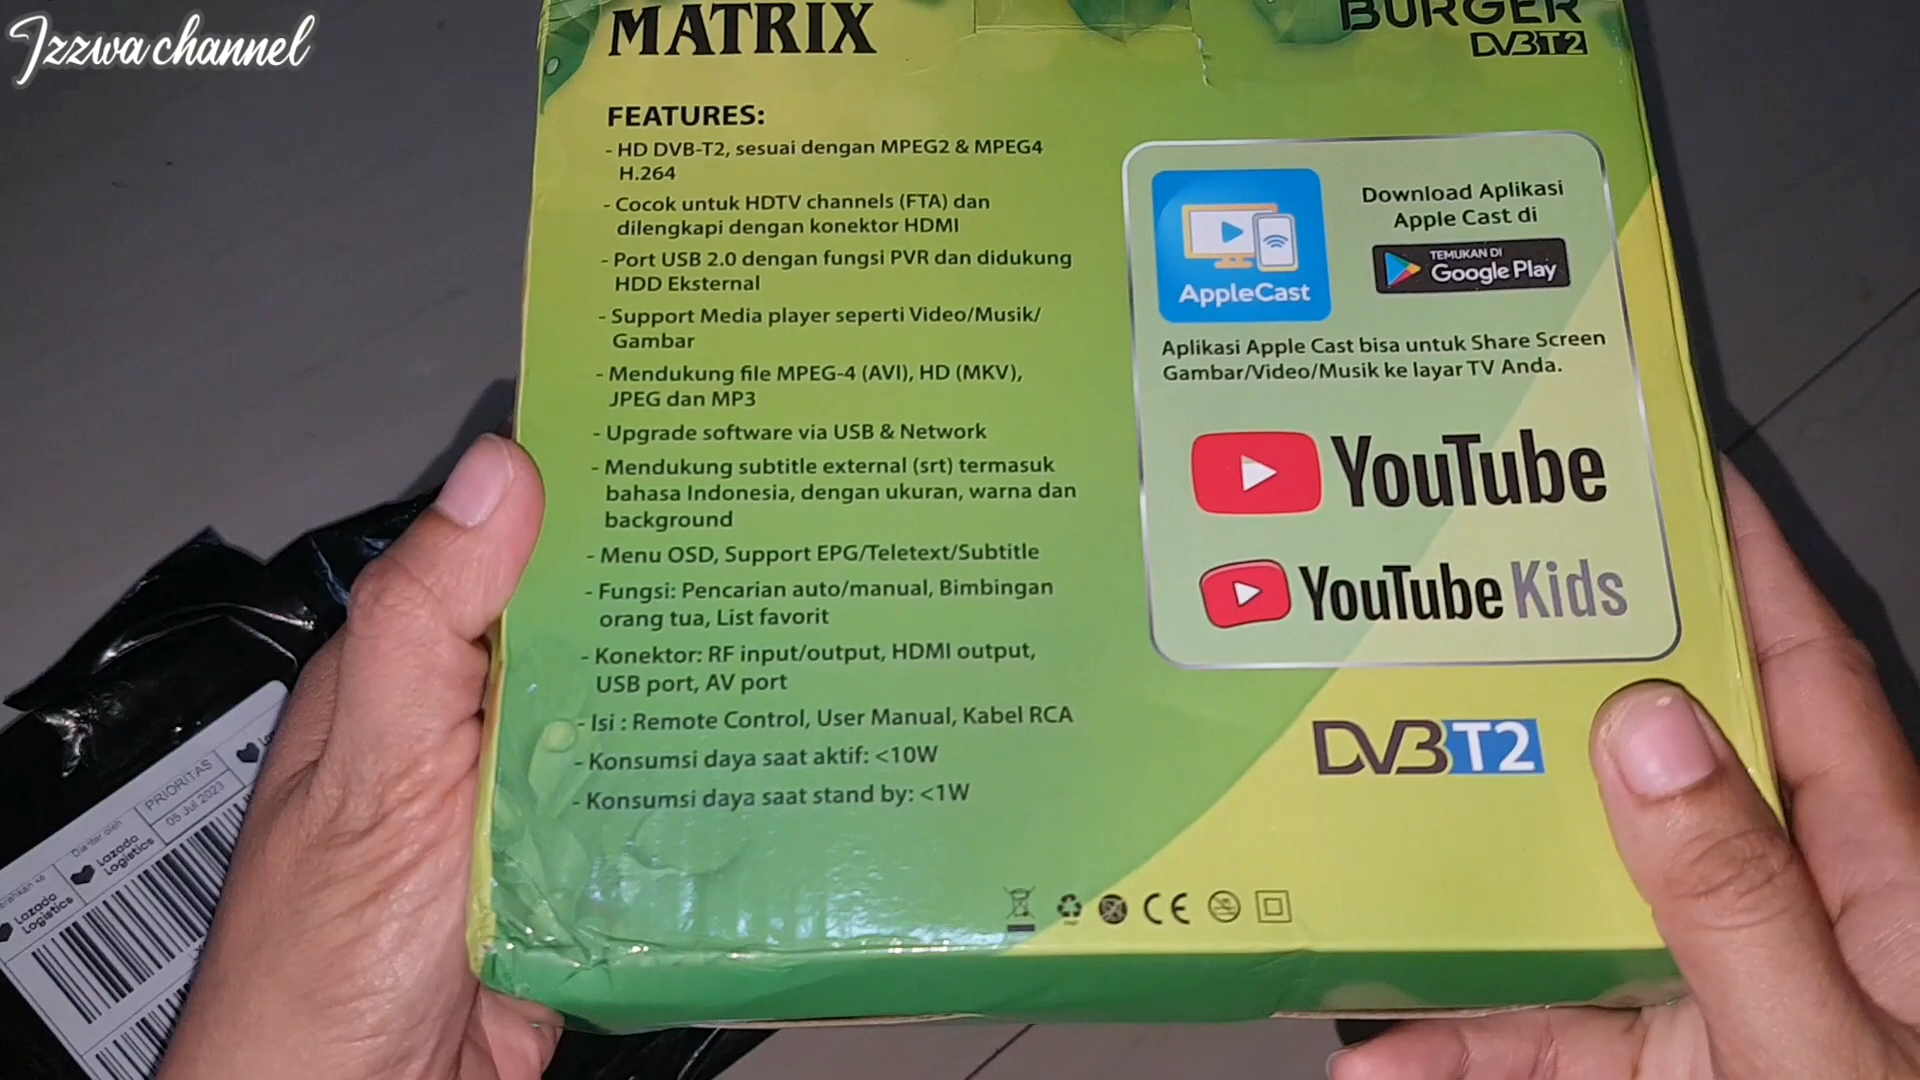 Izzwa channel
MATRIX
BURGER
DVB T2
FEATURES:
- HD DVB-T2, sesuai dengan MPEG2 & MPEG4
H.264
- Cocok untuk HDTV channels (FTA) dan
dilengkapi dengan konektor HDMI
- Port USB 2.0 dengan fungsi PVR dan didukung
HDD Eksternal
- Support Media player seperti Video/Musik/
Gambar
- Mendukung file MPEG-4 (AVI), HD (MKV),
JPEG dan MP3
- Upgrade software via USB & Network
- Mendukung subtitle external (srt) termasuk
bahasa Indonesia, dengan ukuran, warna dan
background
- Menu OSD, Support EPG/Teletext/Subtitle
- Fungsi: Pencarian auto/manual, Bimbingan
orang tua, List favorit
- Konektor: RF input/output, HDMI output,
USB port, AV port
- Isi : Remote Control, User Manual, Kabel RCA
- Konsumsi daya saat aktif: <10W
- Konsumsi daya saat stand by: <1W
AppleCast
Download Aplikasi
Apple Cast di
TEMUKAN DI
Google Play
Aplikasi Apple Cast bisa untuk Share Screen
Gambar/Video/Musik ke layar TV Anda.
YouTube
YouTube Kids
DVB T2
CE
PRIORITAS
05 Jul 2023
Lazada
Logistics
Lazada
Logistics